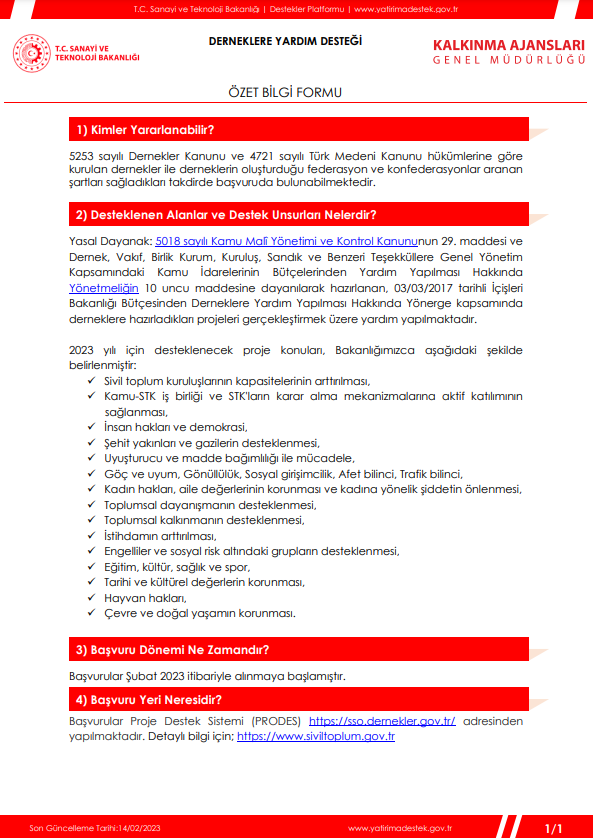 T.C. Sanayi ve Teknoloji Bakanlığı | Destekler Platformu | www.yatirimadestek.gov.tr
T.C. SANAYİ VE
TEKNOLOJİ BAKANLIĞI
DERNEKLERE YARDIM DESTEĞİ
KALKINMA AJANSLARI
GENEL MÜDÜRLÜĞÜ
ÖZET BİLGİ FORMU
1) Kimler Yararlanabilir?
5253 sayılı Dernekler Kanunu ve 4721 sayılı Türk Medeni Kanunu hükümlerine göre
kurulan dernekler ile derneklerin oluşturduğu federasyon ve konfederasyonlar aranan
şartları sağladıkları takdirde başvuruda bulunabilmektedir.
2) Desteklenen Alanlar ve Destek Unsurları Nelerdir?
Yasal Dayanak: 5018 sayılı Kamu Malî Yönetimi ve Kontrol Kanununun 29. maddesi ve
Dernek, Vakıf, Birlik Kurum, Kuruluş, Sandık ve Benzeri Teşekküllere Genel Yönetim
Kapsamındaki Kamu İdarelerinin Bütçelerinden Yardım Yapılması Hakkında
Yönetmeliğin 10 uncu maddesine dayanılarak hazırlanan, 03/03/2017 tarihli İçişleri
Bakanlığı Bütçesinden Derneklere Yardım Yapılması Hakkında Yönerge kapsamında
derneklere hazırladıkları projeleri gerçekleştirmek üzere yardım yapılmaktadır.
2023 yılı için desteklenecek proje konuları, Bakanlığımızca aşağıdaki şekilde
belirlenmiştir:
✓ Sivil toplum kuruluşlarının kapasitelerinin arttırılması,
✓ Kamu-STK iş birliği ve STK'ların karar alma mekanizmalarına aktif katılımının
sağlanması,
✓ İnsan hakları ve demokrasi,
✓ Şehit yakınları ve gazilerin desteklenmesi,
✓ Uyuşturucu ve madde bağımlılığı ile mücadele,
✓ Göç ve uyum, Gönüllülük, Sosyal girişimcilik, Afet bilinci, Trafik bilinci,
✓ Kadın hakları, aile değerlerinin korunması ve kadına yönelik şiddetin önlenmesi,
✓ Toplumsal dayanışmanın desteklenmesi,
✓ Toplumsal kalkınmanın desteklenmesi,
✓ İstihdamın arttırılması,
✓ Engelliler ve sosyal risk altındaki grupların desteklenmesi,
✓ Eğitim, kültür, sağlık ve spor,
✓ Tarihi ve kültürel değerlerin korunması,
✓ Hayvan hakları,
✓ Çevre ve doğal yaşamın korunması.
3) Başvuru Dönemi Ne Zamandır?
Başvurular Şubat 2023 itibariyle alınmaya başlamıştır.
4) Başvuru Yeri Neresidir?
Başvurular Proje Destek Sistemi (PRODES) https://sso.dernekler.gov.tr/ adresinden
yapılmaktadır. Detaylı bilgi için; https://www.siviltoplum.gov.tr
Son Güncelleme Tarihi:14/02/2023
www.yatirimadestek.gov.tr
1/1